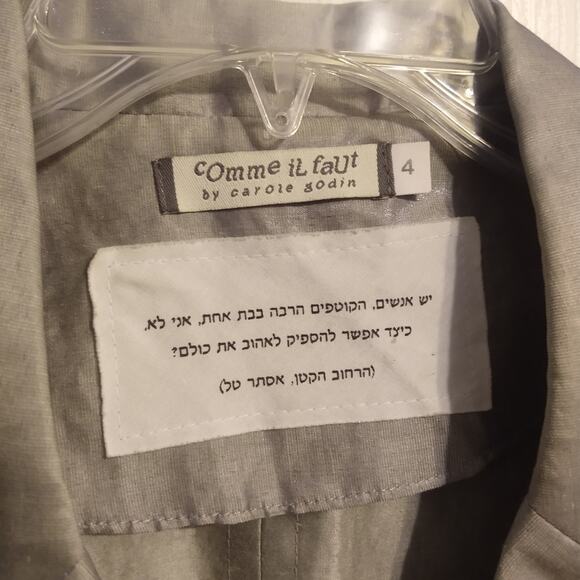 comme il faut
by carole godin
4
יש אנשים, הקוטפים הרבה בבת אחת, אני לא.
כיצד אפשר להספיק לאהוב את כולם?
(הרחוב הקטן, אסתר טל)